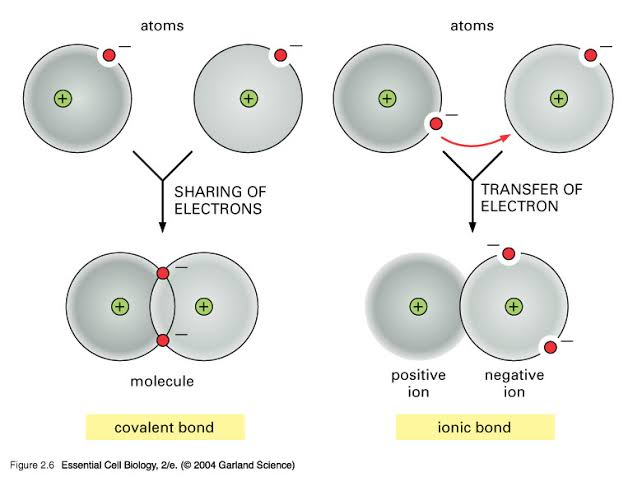 atoms
atoms
−
−
+
+
−
−
+
+
SHARING OF
ELECTRONS
TRANSFER OF
ELECTRON
−
−
+
+
−
−
+
+
molecule
positive
ion
negative
ion
covalent bond
ionic bond
Figure 2.6 Essential Cell Biology, 2/e. (© 2004 Garland Science)